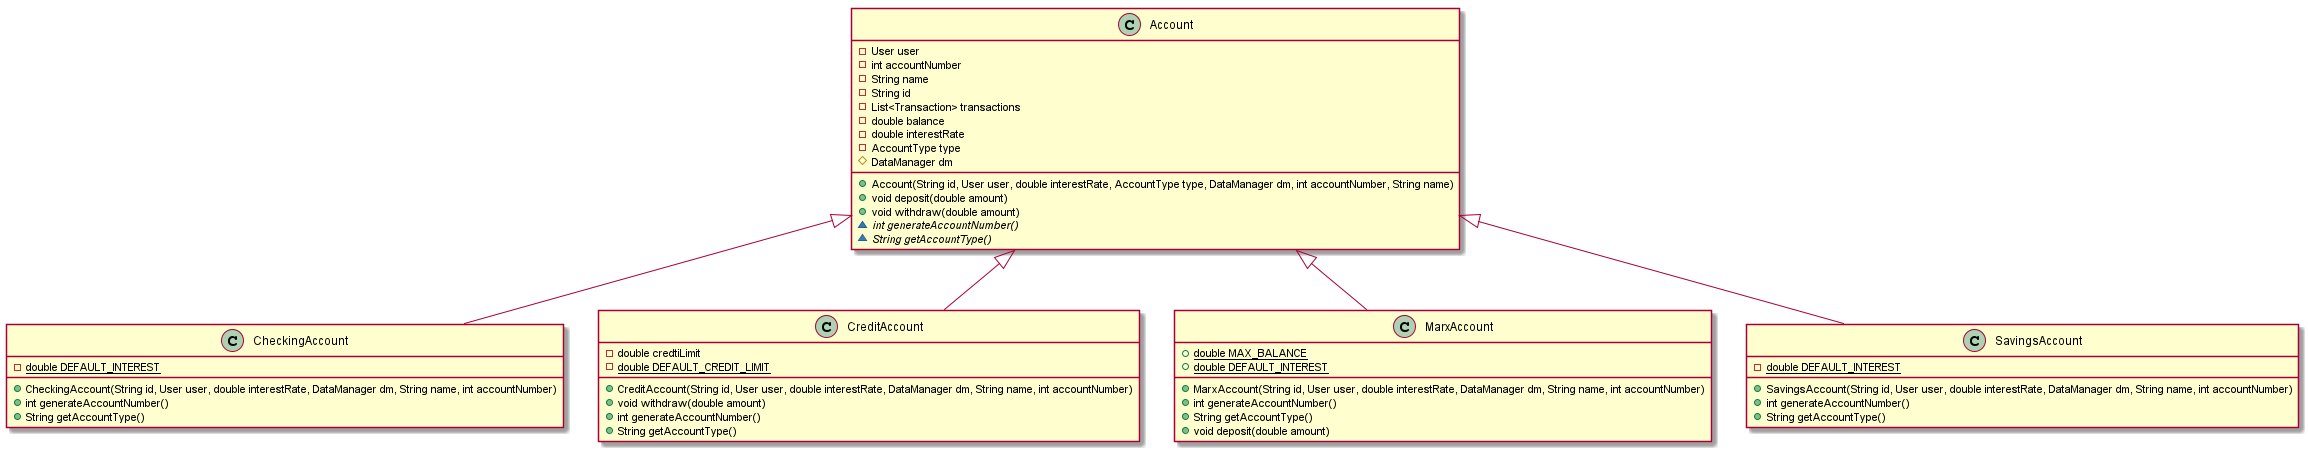 C Account
User user
int accountNumber
String name
String id
List<Transaction> transactions
double balance
double interestRate
AccountType type
DataManager dm
Account(String id, User user, double interestRate, AccountType type, DataManager dm, int accountNumber, String name)
void deposit(double amount)
void withdraw(double amount)
int generateAccountNumber()
String getAccountType()
C CheckingAccount
double DEFAULT_INTEREST
CheckingAccount(String id, User user, double interestRate, DataManager dm, String name, int accountNumber)
int generateAccountNumber()
String getAccountType()
C CreditAccount
double credtiLimit
double DEFAULT_CREDIT_LIMIT
CreditAccount(String id, User user, double interestRate, DataManager dm, String name, int accountNumber)
void withdraw(double amount)
int generateAccountNumber()
String getAccountType()
C MarxAccount
double MAX_BALANCE
double DEFAULT_INTEREST
MarxAccount(String id, User user, double interestRate, DataManager dm, String name, int accountNumber)
int generateAccountNumber()
String getAccountType()
void deposit(double amount)
C SavingsAccount
double DEFAULT_INTEREST
SavingsAccount(String id, User user, double interestRate, DataManager dm, String name, int accountNumber)
int generateAccountNumber()
String getAccountType()